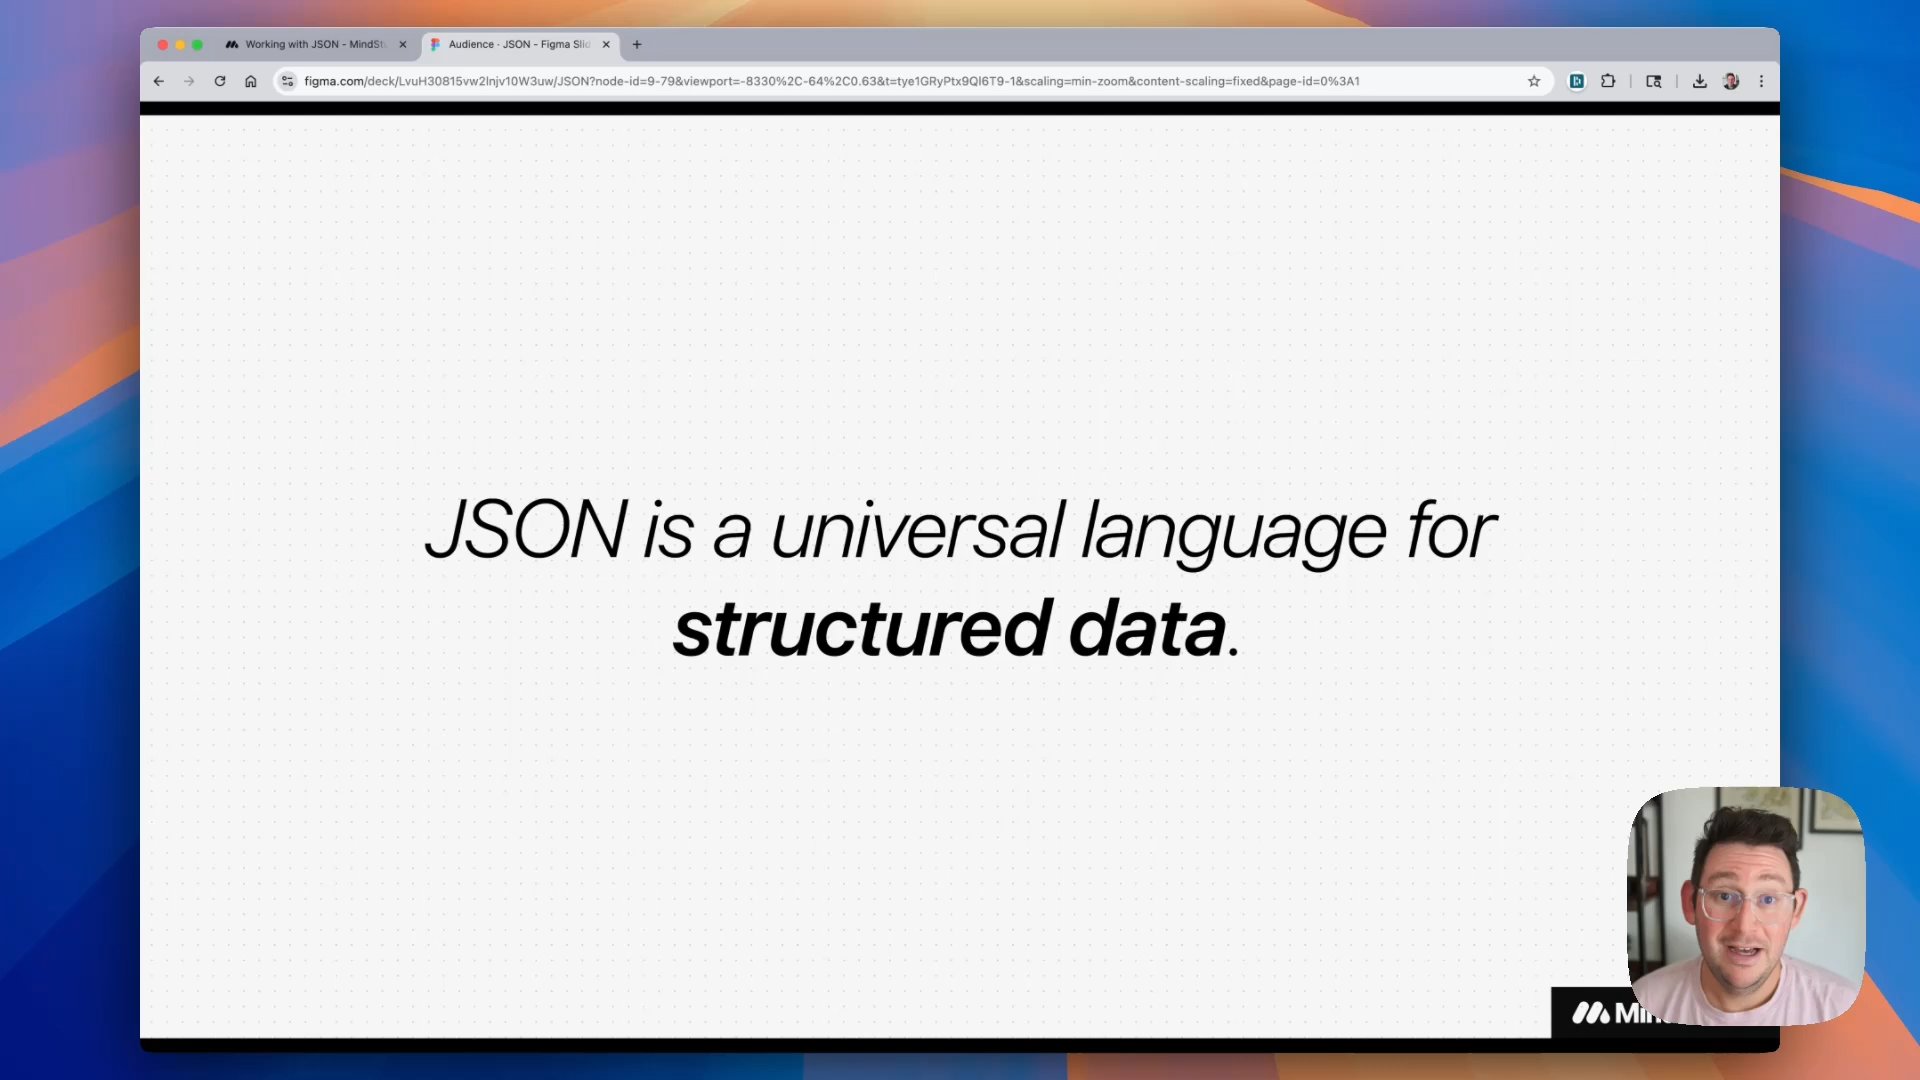 Working with JSON - MindSt
Audience · JSON - Figma Slid
figma.com/deck/LvuH30815vw2lnjv10W3uw/JSON?node-id=9-79&viewport=-8330%2C-64%2C0.63&t=tye1GRyPtx9QI6T9-1&scaling=min-zoom&content-scaling=fixed&page-id=0%3A1
JSON is a universal language for
structured data.